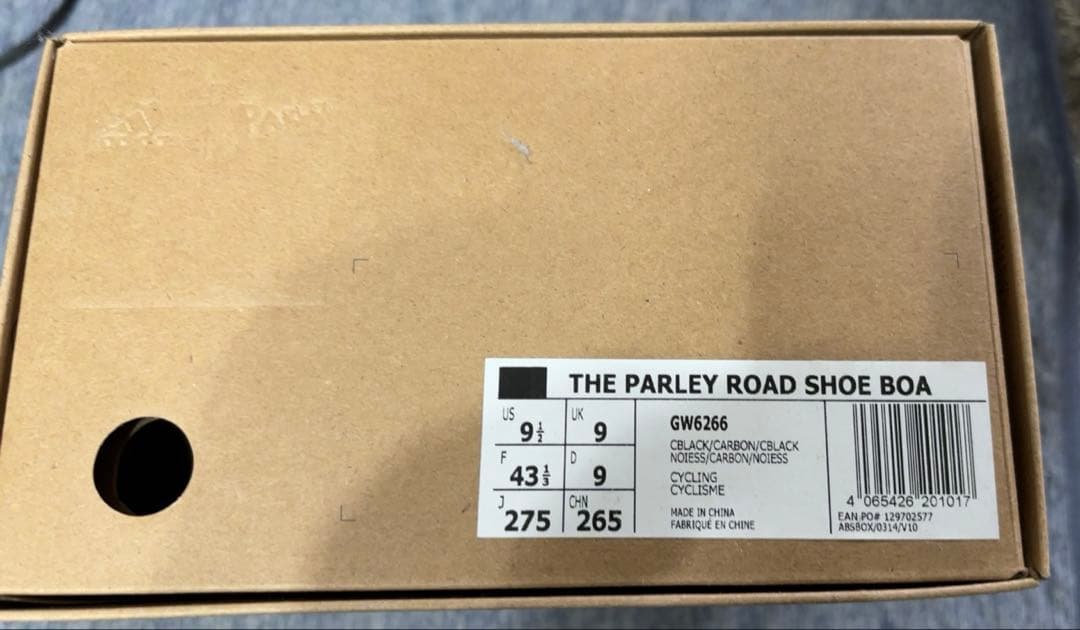 THE PARLEY ROAD SHOE BOA
US 9½ UK 9
F 43⅓ D 9
J 275 CHN 265
GW6266
CBLACK/CARBON/CBLACK
NOIESS/CARBON/NOIESS
CYCLING
CYCLISME
MADE IN CHINA
FABRIQUÉ EN CHINE
4 065426 201017
EAN PO# 129702577
ABSBOX/0314/V10